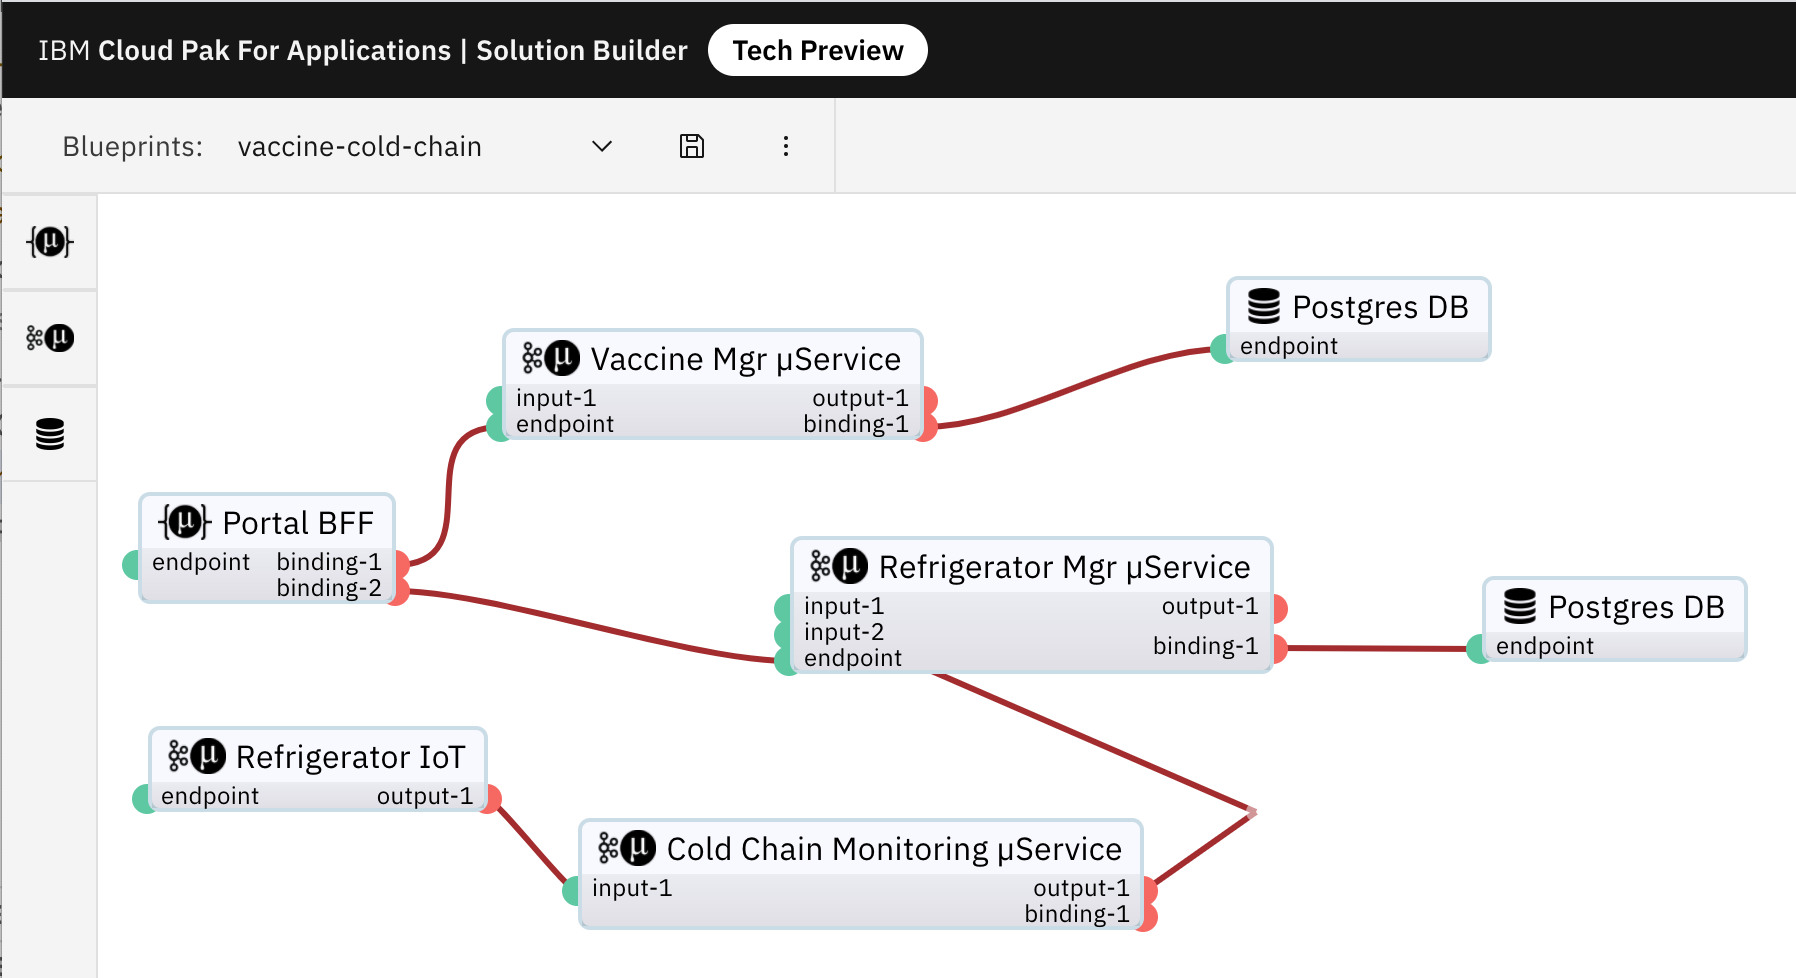 IBM Cloud Pak For Applications | Solution Builder Tech Preview
Blueprints: vaccine-cold-chain
{µ}
µ
Postgres DB
endpoint
µ Vaccine Mgr µService
input-1 output-1
endpoint binding-1
{µ} Portal BFF
endpoint binding-1
binding-2
µ Refrigerator Mgr µService
input-1 output-1
input-2
binding-1
endpoint
Postgres DB
endpoint
µ Refrigerator IoT
endpoint output-1
µ Cold Chain Monitoring µService
input-1 output-1
binding-1